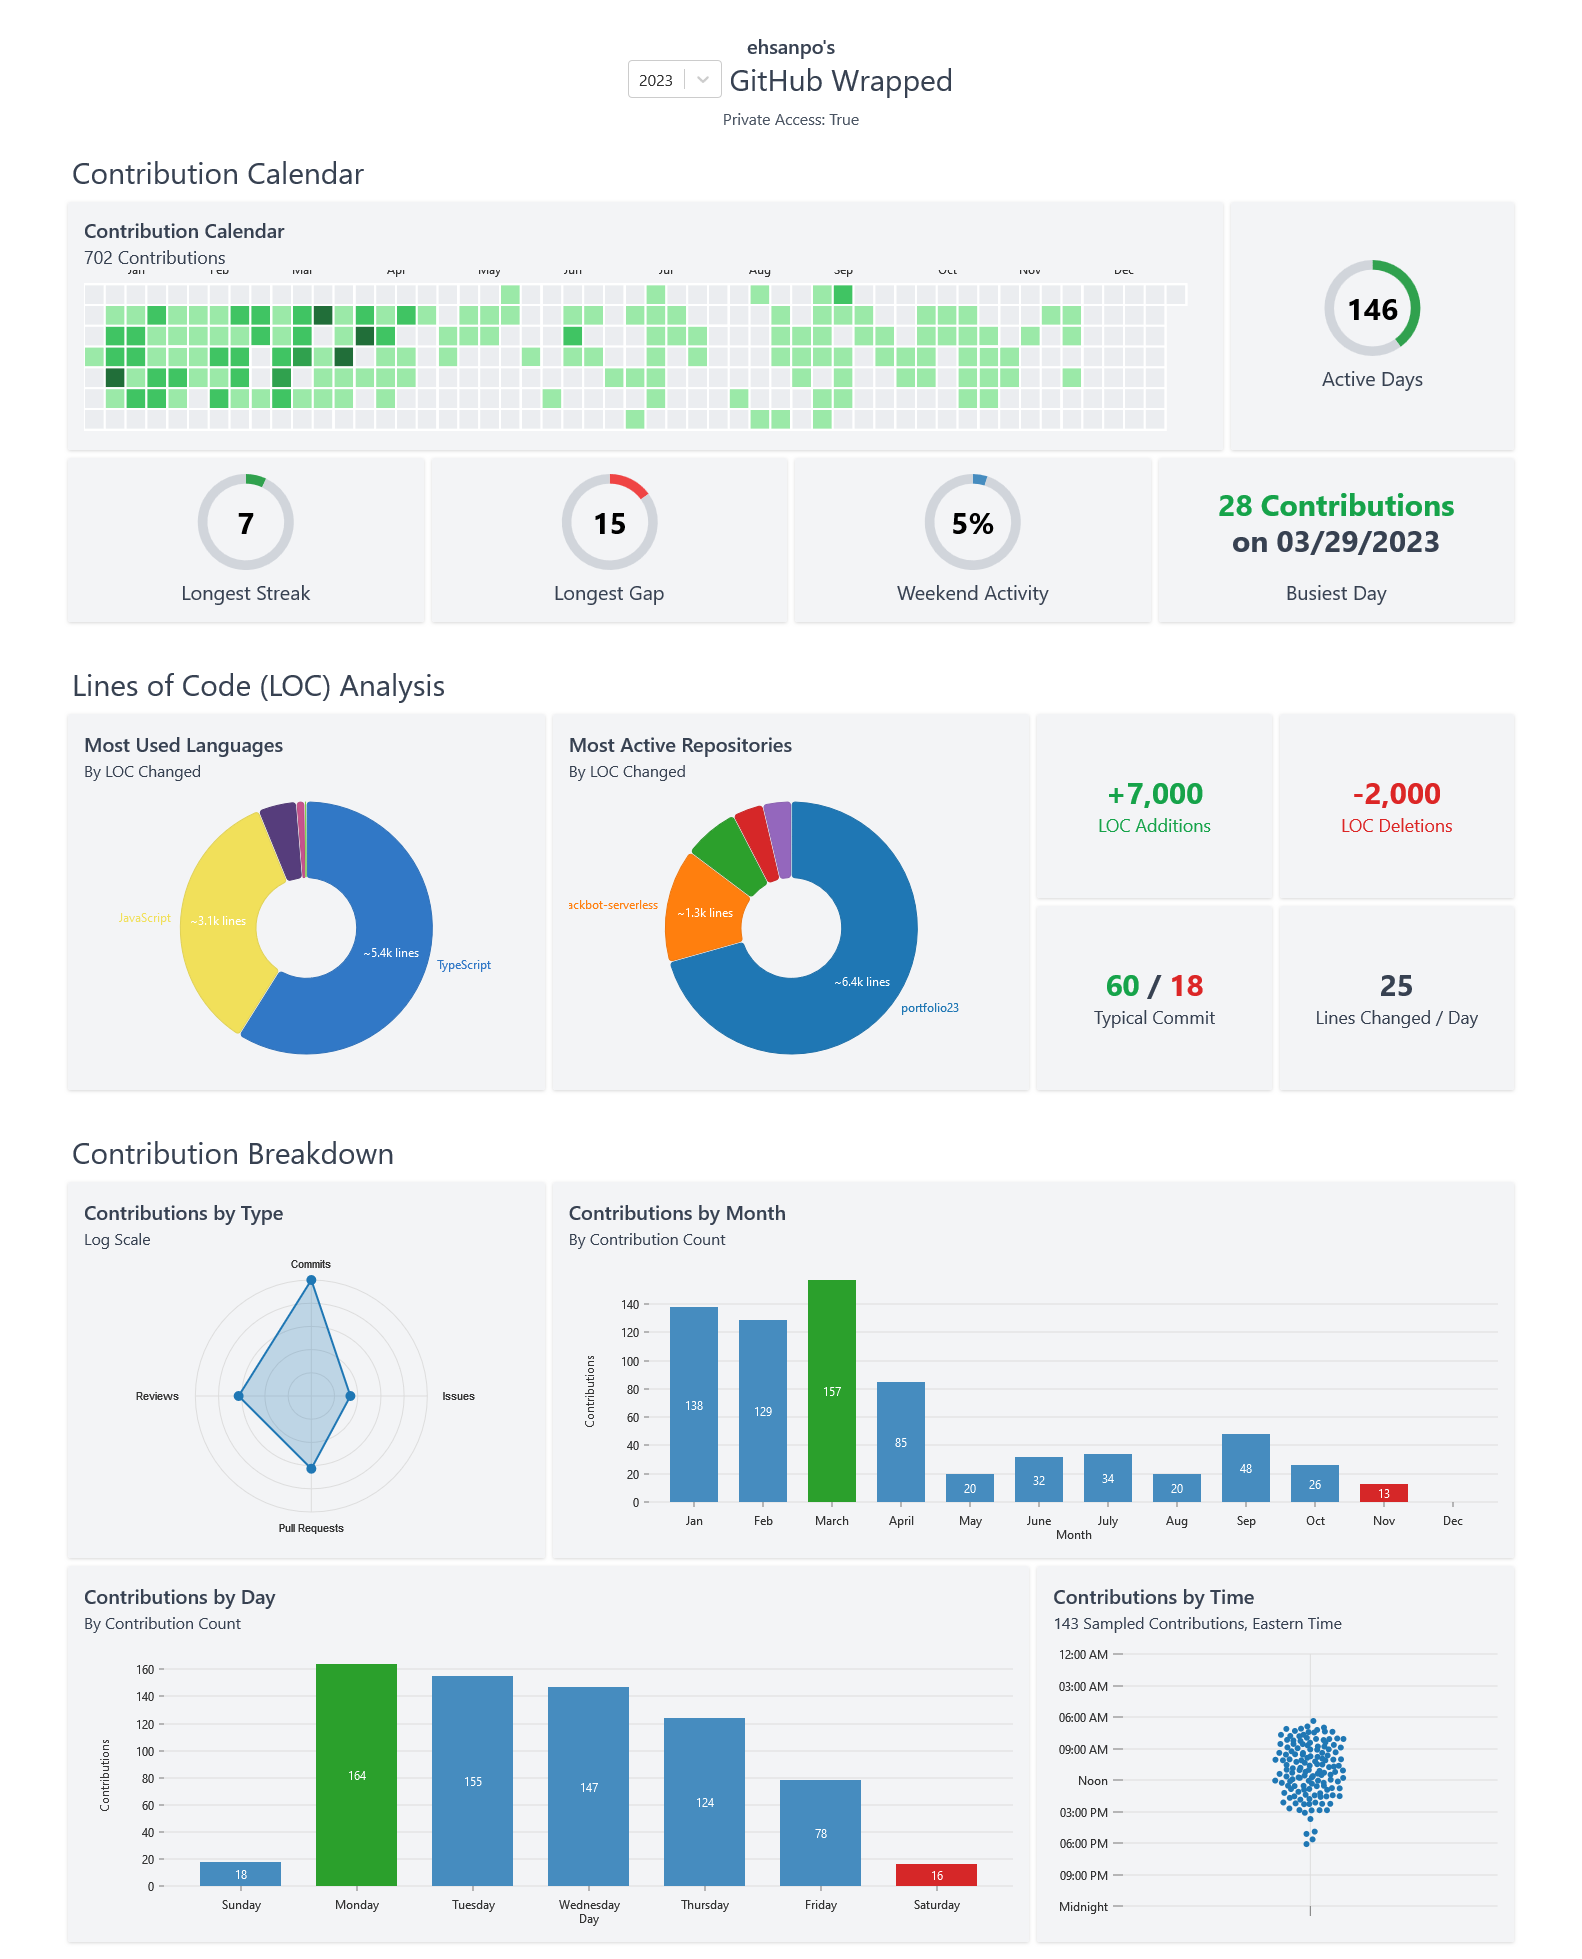 ehsanpo's
2023 GitHub Wrapped
Private Access: True
Contribution Calendar
Contribution Calendar
702 Contributions
Jan Feb Mar Apr May Jun Jul Aug Sep Oct Nov Dec
146
Active Days
7
Longest Streak
15
Longest Gap
5%
Weekend Activity
28 Contributions
on 03/29/2023
Busiest Day
Lines of Code (LOC) Analysis
Most Used Languages
By LOC Changed
JavaScript
~3.1k lines
~5.4k lines
TypeScript
Most Active Repositories
By LOC Changed
ackbot-serverless
~1.3k lines
~6.4k lines
portfolio23
+7,000
LOC Additions
-2,000
LOC Deletions
60 / 18
Typical Commit
25
Lines Changed / Day
Contribution Breakdown
Contributions by Type
Log Scale
Commits
Reviews
Issues
Pull Requests
Contributions by Month
By Contribution Count
Contributions
140
120
100
80
60
40
20
0
138
129
157
85
20
32
34
20
48
26
13
Jan Feb March April May June July Aug Sep Oct Nov Dec
Month
Contributions by Day
By Contribution Count
Contributions
160
140
120
100
80
60
40
20
0
18
164
155
147
124
78
16
Sunday Monday Tuesday Wednesday Thursday Friday Saturday
Day
Contributions by Time
143 Sampled Contributions, Eastern Time
12:00 AM
03:00 AM
06:00 AM
09:00 AM
Noon
03:00 PM
06:00 PM
09:00 PM
Midnight